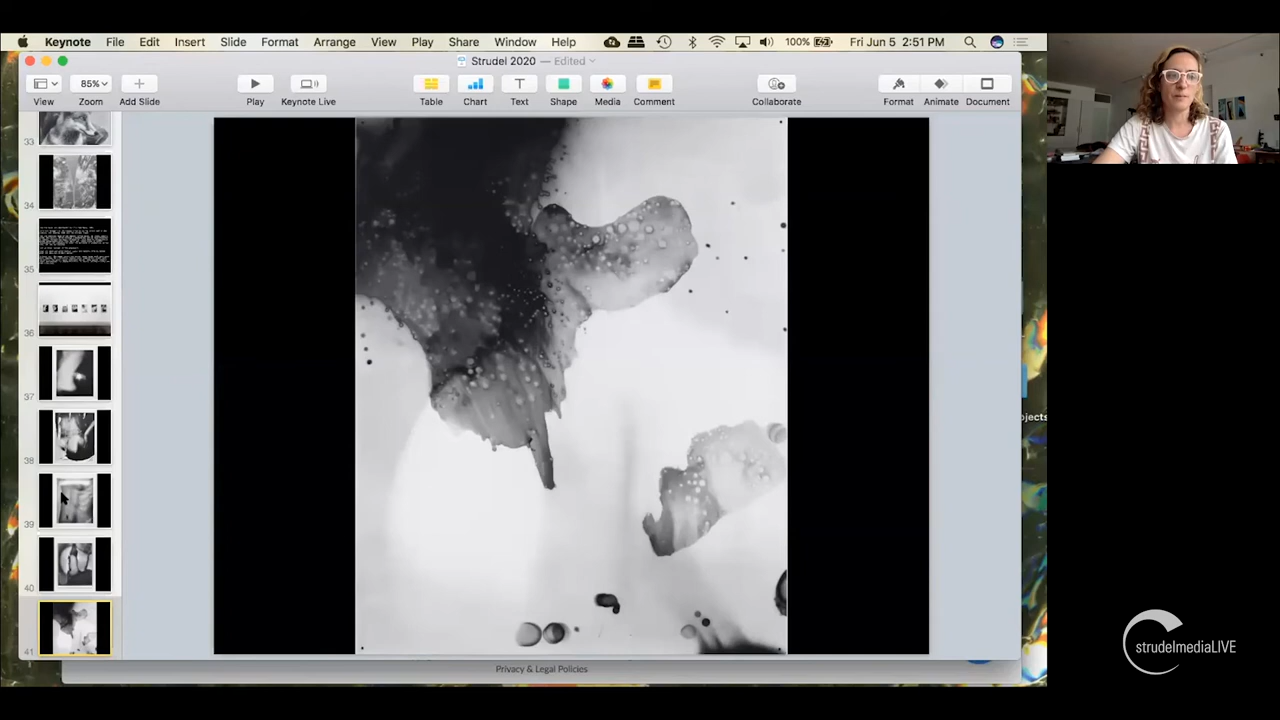 Keynote File Edit Insert Slide Format Arrange View Play Share Window Help 100% Fri Jun 5 2:51 PM
Strudel 2020 — Edited
85%
View Zoom Add Slide Play Keynote Live Table Chart Text Shape Media Comment Collaborate Format Animate Document
33
34
35
36
37
38
39
40
41
ojects
Privacy & Legal Policies
strudelmediaLIVE